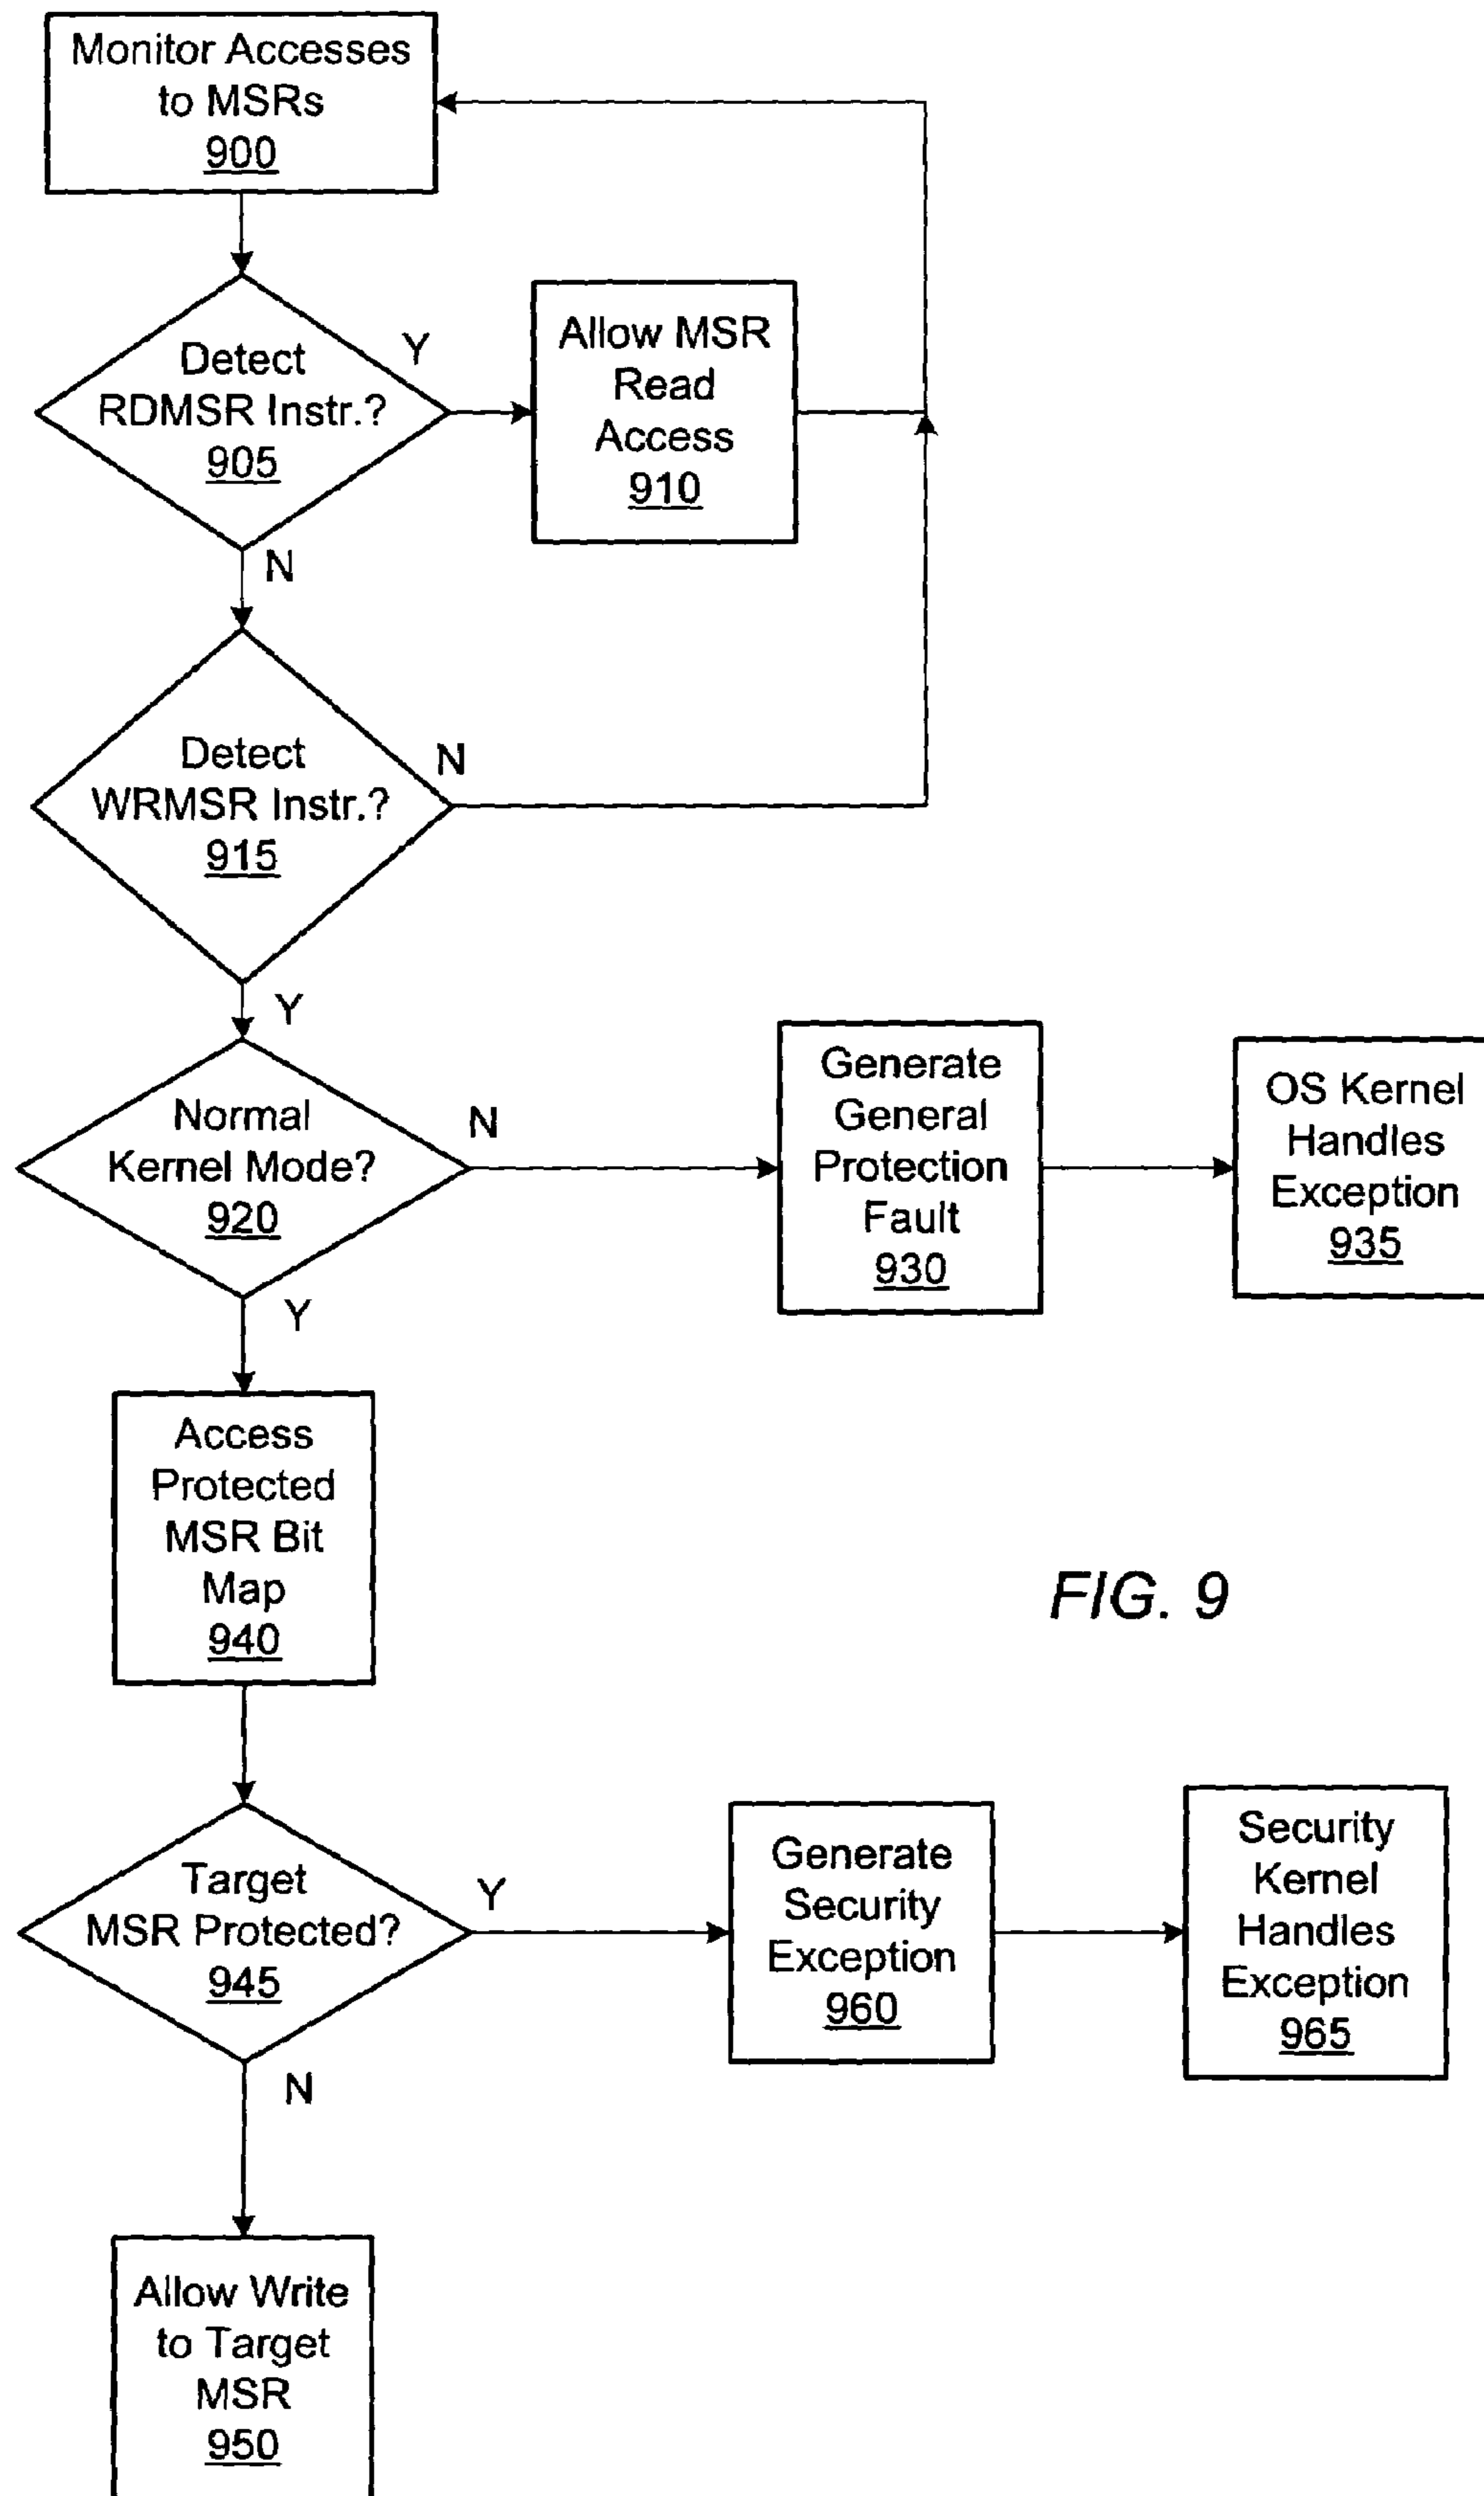 Monitor Accesses
to MSRs
900
Detect
RDMSR Instr.?
905
Y
N
Allow MSR
Read
Access
910
Detect
WRMSR Instr.?
915
N
Y
Normal
Kernel Mode?
920
N
Y
Generate
General
Protection
Fault
930
OS Kernel
Handles
Exception
935
Access
Protected
MSR Bit
Map
940
FIG. 9
Target
MSR Protected?
945
Y
N
Generate
Security
Exception
960
Security
Kernel
Handles
Exception
965
Allow Write
to Target
MSR
950